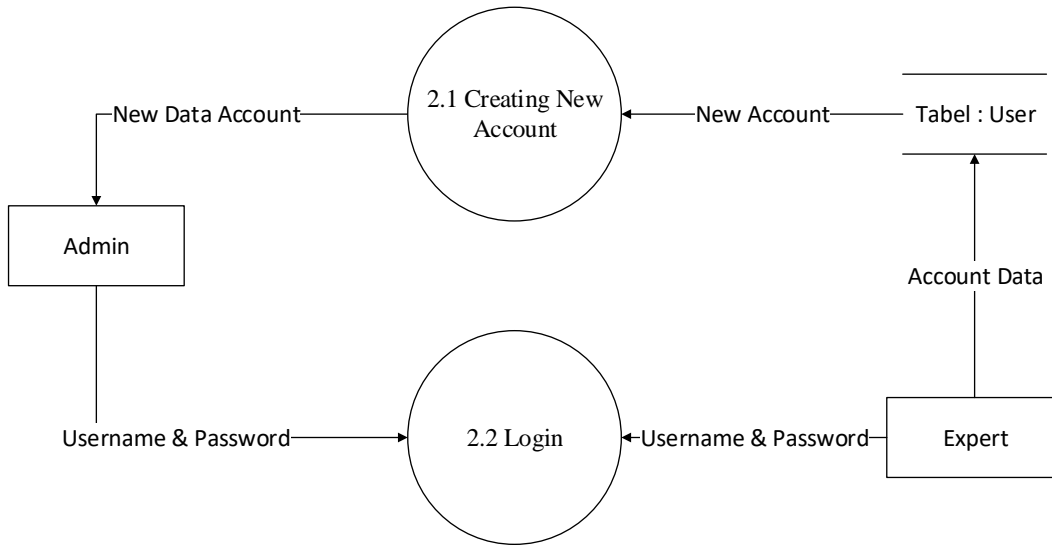 2.1 Creating New
Account
New Data Account
New Account
Tabel : User
Admin
Account Data
Username & Password
2.2 Login
Username & Password
Expert